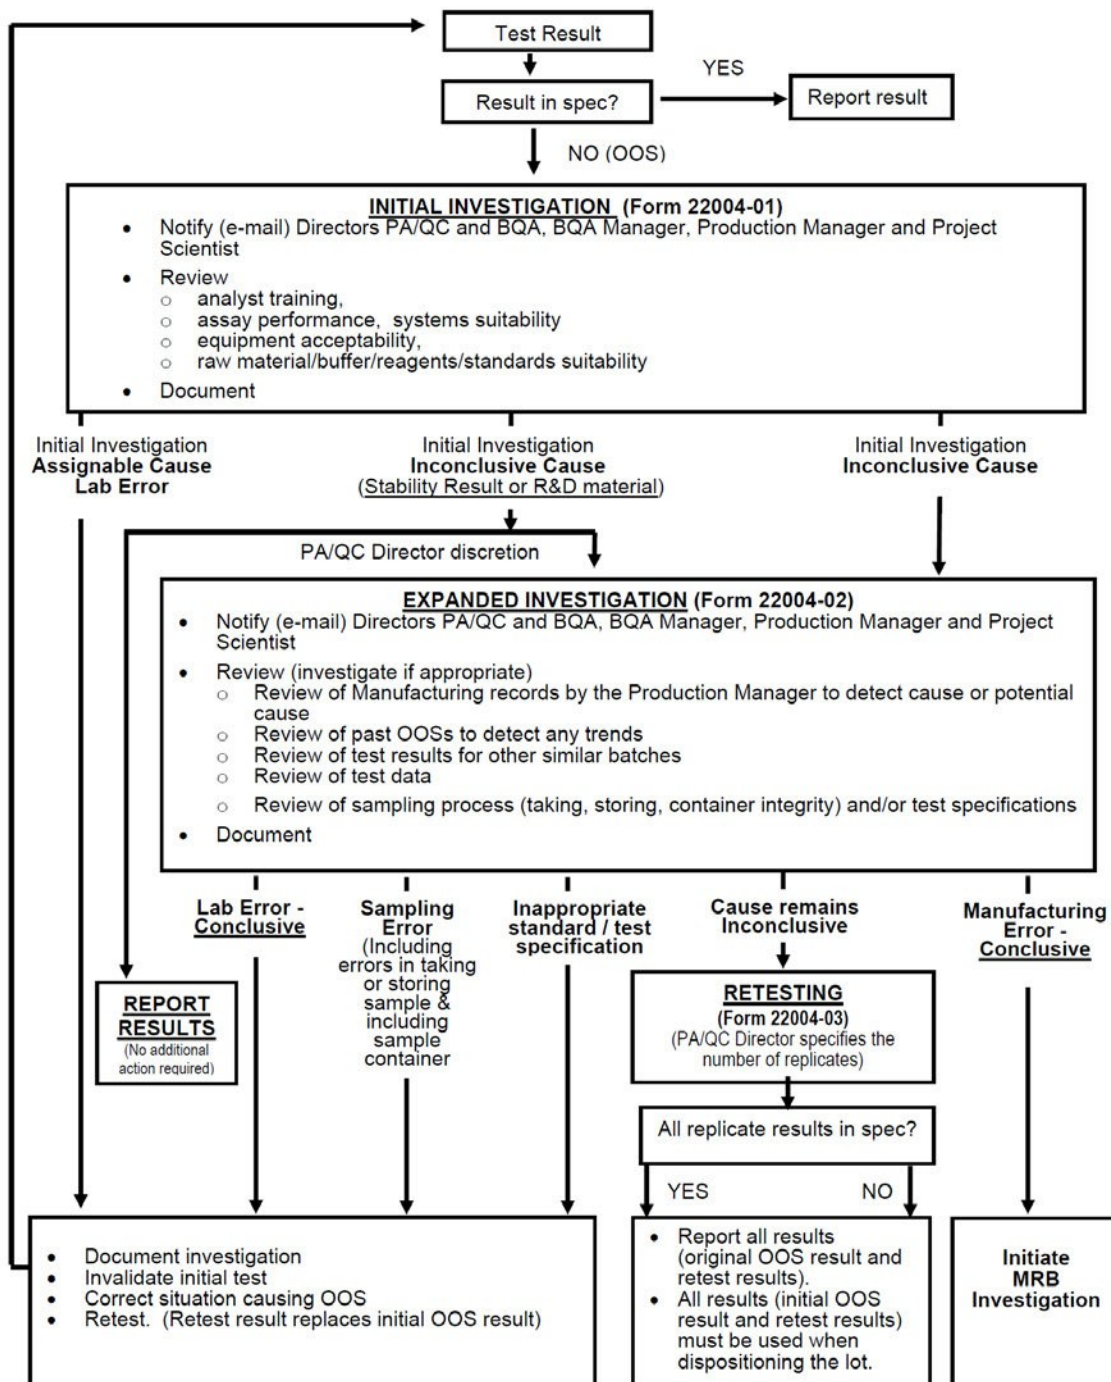 Test Result
YES
Result in spec?
Report result
NO (OOS)
INITIAL INVESTIGATION (Form 22004-01)
• Notify (e-mail) Directors PA/QC and BQA, BQA Manager, Production Manager and Project
Scientist
• Review
o analyst training,
o assay performance, systems suitability
o equipment acceptability,
o raw material/buffer/reagents/standards suitability
• Document
Initial Investigation
Assignable Cause
Lab Error
Initial Investigation
Inconclusive Cause
(Stability Result or R&D material)
Initial Investigation
Inconclusive Cause
PA/QC Director discretion
EXPANDED INVESTIGATION (Form 22004-02)
• Notify (e-mail) Directors PA/QC and BQA, BQA Manager, Production Manager and Project
Scientist
• Review (investigate if appropriate)
o Review of Manufacturing records by the Production Manager to detect cause or potential
cause
o Review of past OOSs to detect any trends
o Review of test results for other similar batches
o Review of test data
o Review of sampling process (taking, storing, container integrity) and/or test specifications
• Document
Lab Error -
Conclusive
Sampling
Error
(Including
errors in taking
or storing
sample &
including
sample
container
Inappropriate
standard / test
specification
Cause remains
Inconclusive
Manufacturing
Error -
Conclusive
REPORT
RESULTS
(No additional
action required)
RETESTING
(Form 22004-03)
(PA/QC Director specifies the
number of replicates)
All replicate results in spec?
YES
NO
• Document investigation
• Invalidate initial test
• Correct situation causing OOS
• Retest. (Retest result replaces initial OOS result)
• Report all results
(original OOS result and
retest results).
• All results (initial OOS
result and retest results)
must be used when
dispositioning the lot.
Initiate
MRB
Investigation